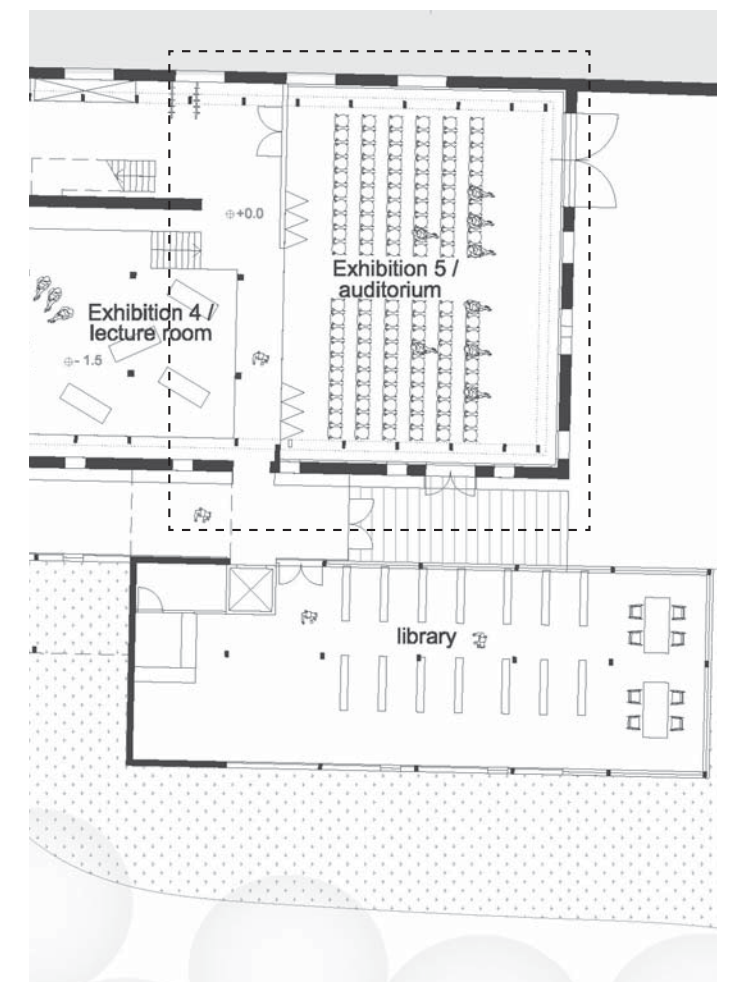 +0.0
Exhibition 5 /
auditorium
Exhibition 4 /
lecture room
- 1.5
library